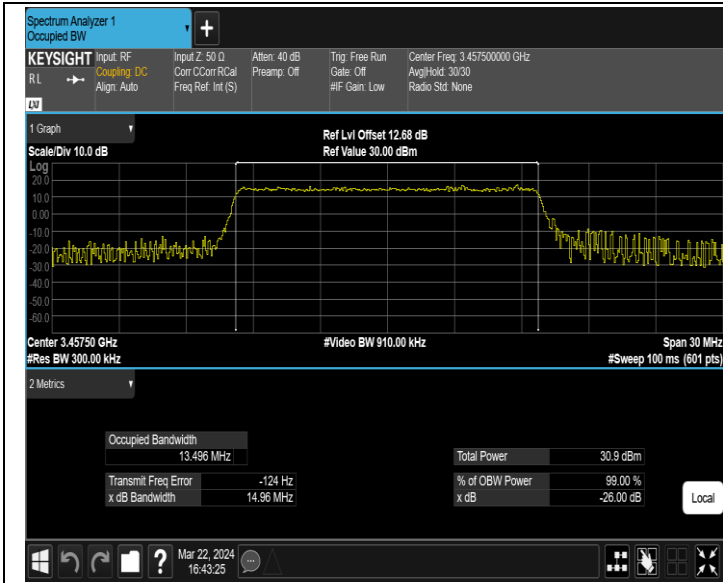 Spectrum Analyzer 1
Occupied BW
+
KEYSIGHT
RL
LXI
Input: RF
Coupling: DC
Align: Auto
Input Z: 50 Ω
Corr CCorr RCal
Freq Ref: Int (S)
Atten: 40 dB
Preamp: Off
Trig: Free Run
Gate: Off
#IF Gain: Low
Center Freq: 3.457500000 GHz
Avg|Hold: 30/30
Radio Std: None
1 Graph
Scale/Div 10.0 dB
Ref Lvl Offset 12.68 dB
Ref Value 30.00 dBm
Log
20.0
10.0
0.00
-10.0
-20.0
-30.0
-40.0
-50.0
-60.0
Center 3.45750 GHz
#Video BW 910.00 kHz
Span 30 MHz
#Res BW 300.00 kHz
#Sweep 100 ms (601 pts)
2 Metrics
Occupied Bandwidth
13.496 MHz
Transmit Freq Error -124 Hz
x dB Bandwidth 14.96 MHz
Total Power 30.9 dBm
% of OBW Power 99.00 %
x dB -26.00 dB
Local
?
Mar 22, 2024
16:43:25